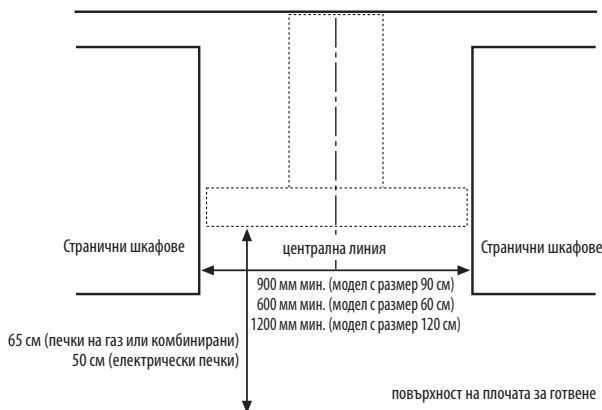 Странични шкафове
централна линия
Странични шкафове
900 мм мин. (модел с размер 90 см)
600 мм мин. (модел с размер 60 см)
1200 мм мин. (модел с размер 120 см)
65 см (печки на газ или комбинирани)
50 см (електрически печки)
повърхност на плочата за готвене